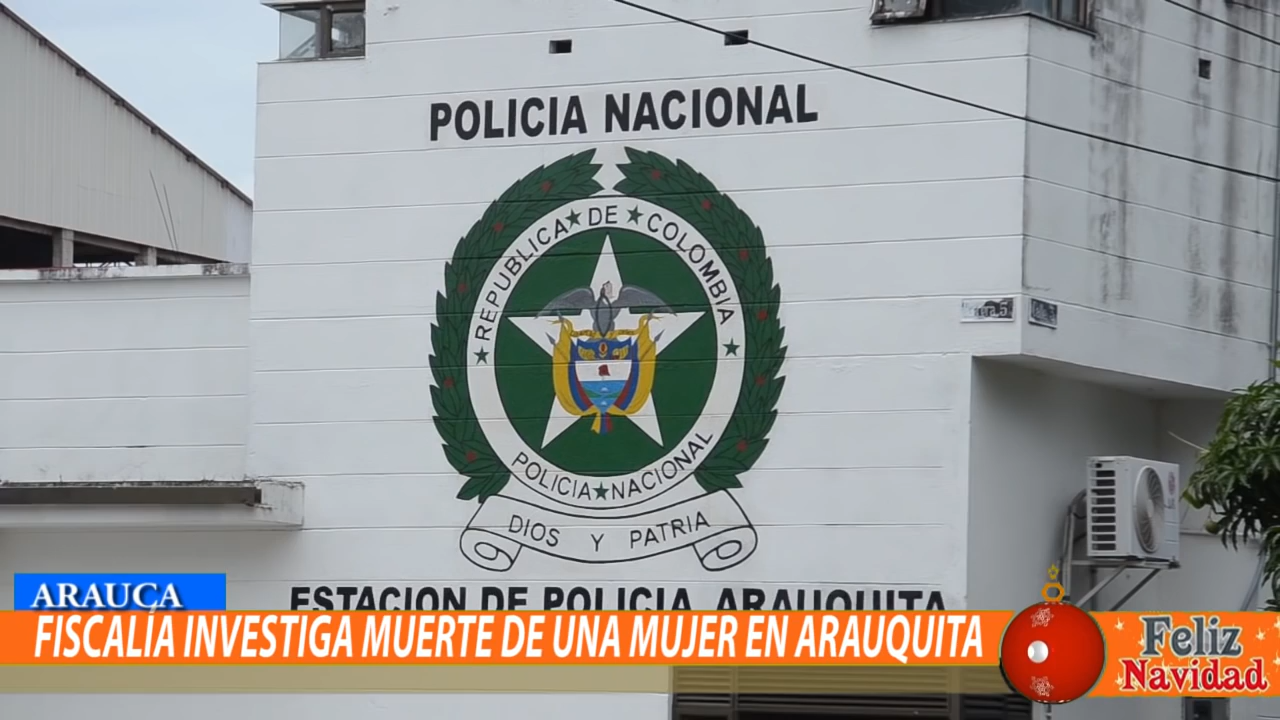 POLICIA NACIONAL
REPUBLICA DE COLOMBIA
POLICIA NACIONAL
DIOS Y PATRIA
ESTACION DE POLICIA ARAUQUITA
ARAUCA
FISCALÍA INVESTIGA MUERTE DE UNA MUJER EN ARAUQUITA
Feliz
Navidad